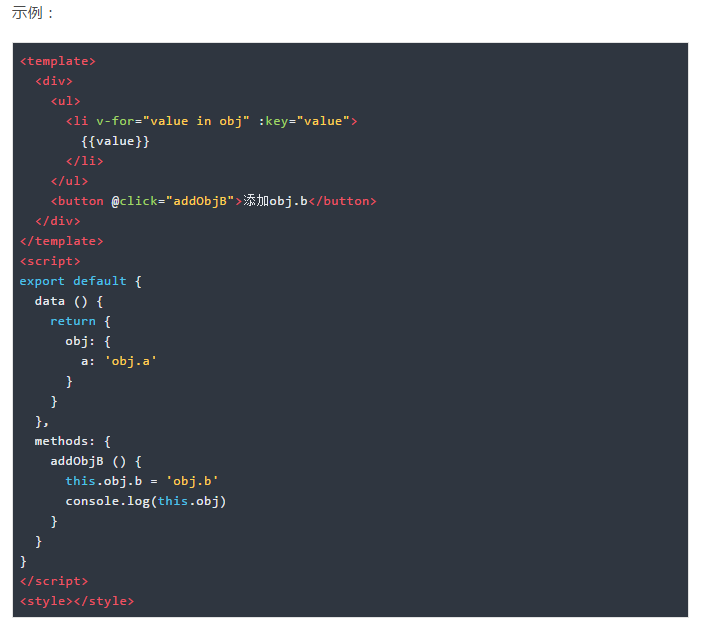 示例：
<template>
  <div>
    <ul>
      <li v-for="value in obj" :key="value">
        {{value}}
      </li>
    </ul>
    <button @click="addObjB">添加obj.b</button>
  </div>
</template>
<script>
export default {
  data () {
    return {
      obj: {
        a: 'obj.a'
      }
    }
  },
  methods: {
    addObjB () {
      this.obj.b = 'obj.b'
      console.log(this.obj)
    }
  }
}
</script>
<style></style>